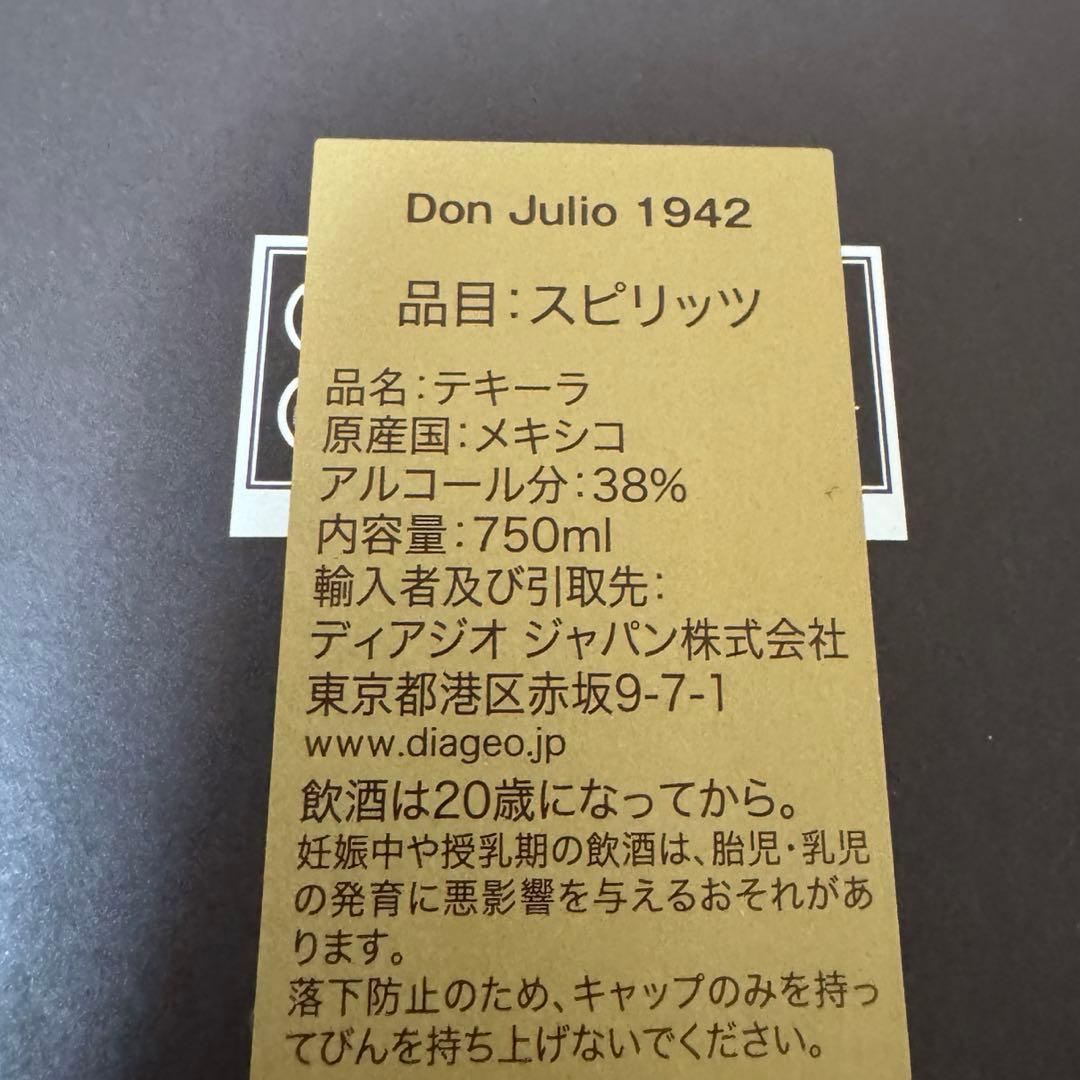 Don Julio 1942
品目：スピリッツ
品名：テキーラ
原産国：メキシコ
アルコール分：38%
内容量：750ml
輸入者及び引取先：
ディアジオ ジャパン株式会社
東京都港区赤坂9-7-1
www.diageo.jp
飲酒は20歳になってから。
妊娠中や授乳期の飲酒は、胎児・乳児
の発育に悪影響を与えるおそれがあ
ります。
落下防止のため、キャップのみを持っ
てびんを持ち上げないでください。